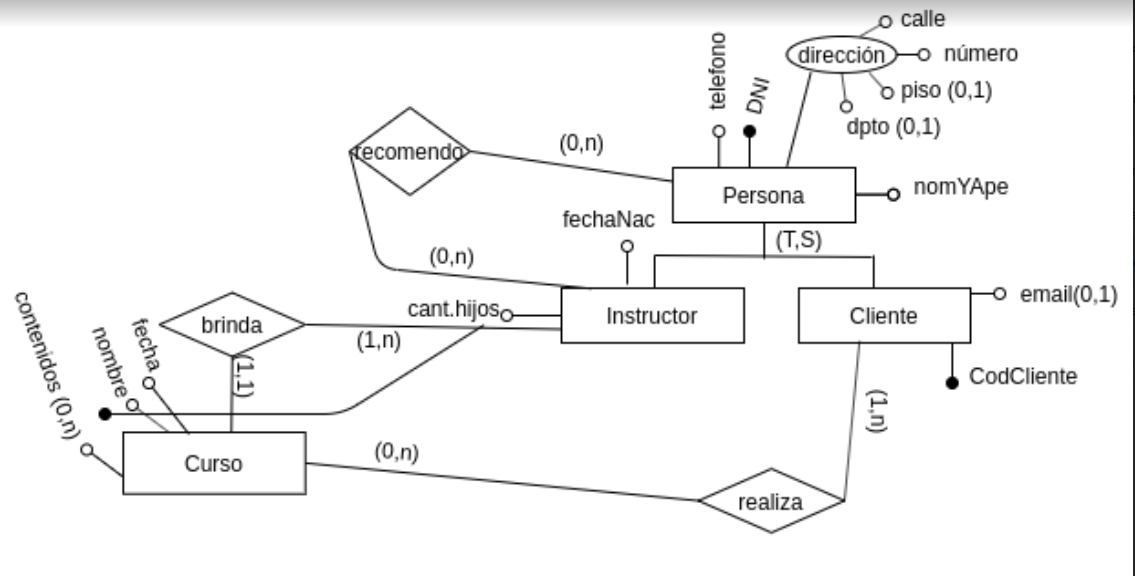 calle
dirección
número
piso (0,1)
dpto (0,1)
telefono
DNI
recomendo
(0,n)
Persona
nomYApe
fechaNac
(T,S)
(0,n)
cant.hijos
Instructor
Cliente
email(0,1)
CodCliente
brinda
(1,n)
(1,1)
contenidos (0,n)
nombre
fecha
Curso
(0,n)
(1,n)
realiza